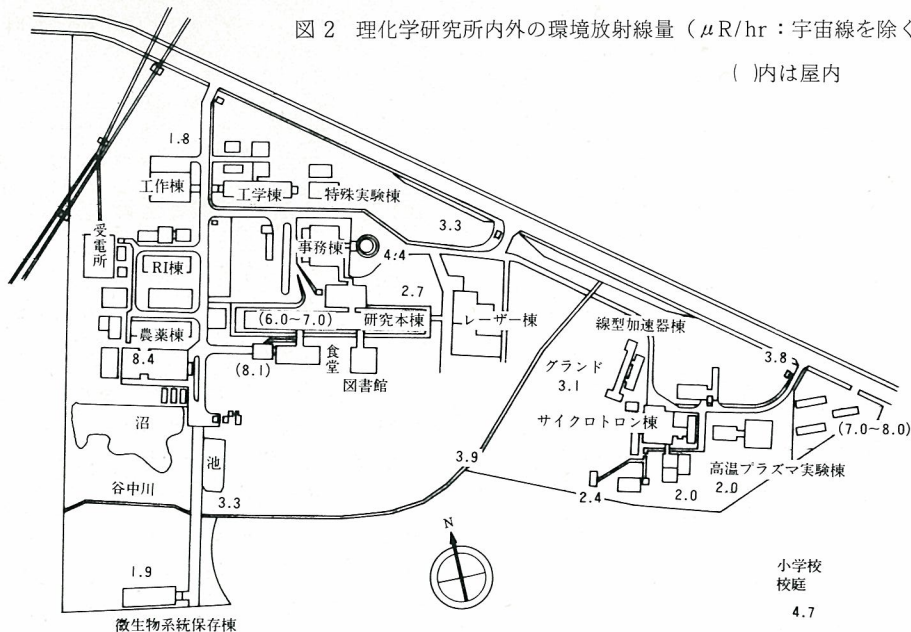 図2 理化学研究所内外の環境放射線量(μR/hr:宇宙線を除く
( )内は屋内
1.8
工作棟
工学棟
特殊実験棟
3.3
受電所
事務棟
4.4
RI棟
2.7
(6.0~7.0)
研究本棟
レーザー棟
線型加速器棟
農薬棟
8.4
(8.1)
食堂
図書館
グランド
3.1
3.8
沼
サイクロトロン棟
(7.0~8.0)
池
3.9
高温プラズマ実験棟
谷中川
3.3
2.4
2.0
2.0
N
1.9
小学校
校庭
4.7
微生物系統保存棟